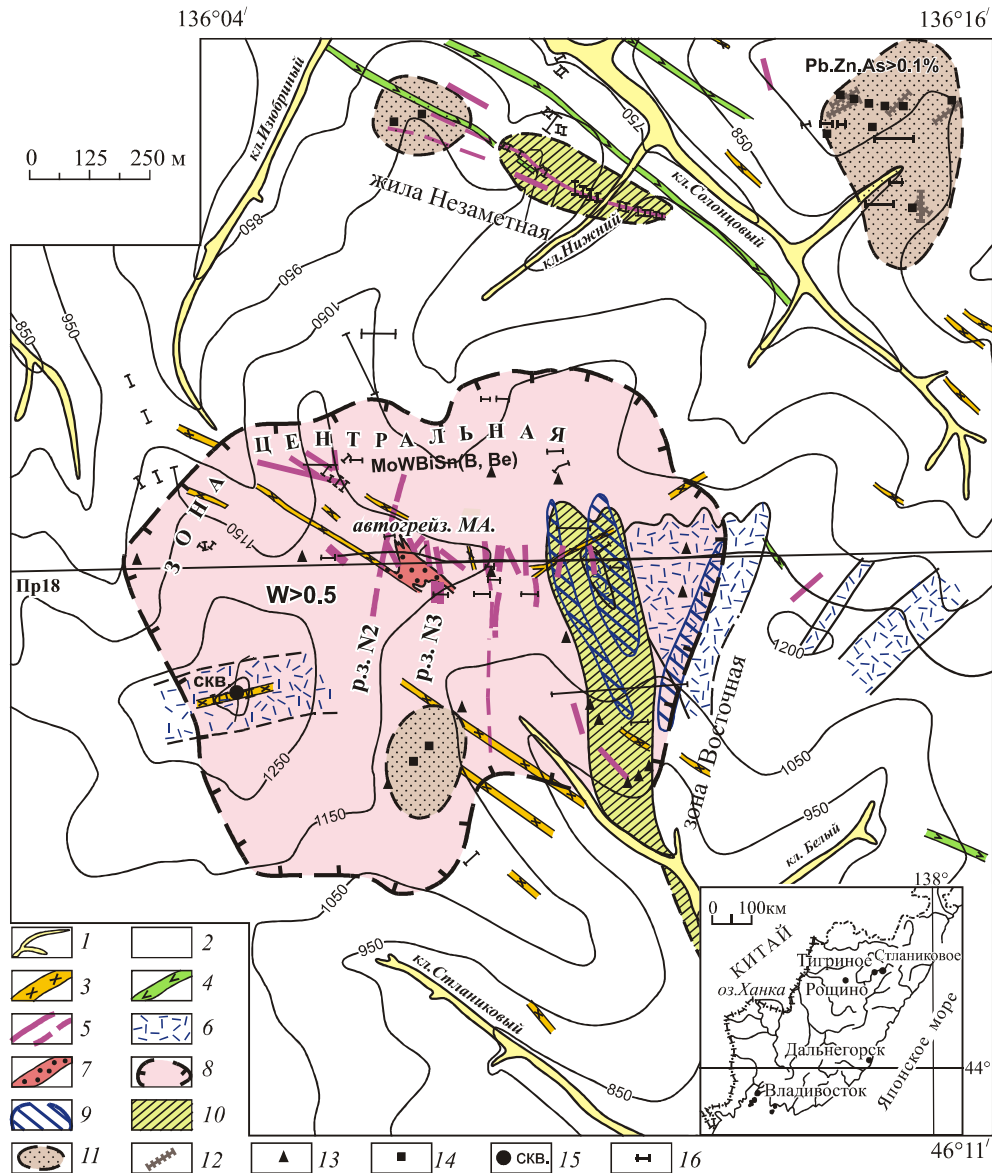 136°04′
136°16′
Pb.Zn.As>0.1%
0 125 250 м
кл.Изюбриный
750
850
жила Незаметная
кл.Солонцовый
кл.Нижний
850
950
950
850
1050
ЦЕНТРАЛЬНАЯ
ЗОНА
MoWBiSn(B, Be)
1150
автогрейз. МА.
Пр18
W>0.5
р.з. N2
р.з. N3
1200
скв.
зона Восточная
1250
1050
1150
950
кл. Белый
1050
138°
0 100км
950
КИТАЙ
Тигриное
Стланиковое
оз.Ханка
Рощино
кл.Стланиковый
Японское море
Дальнегорск
44°
850
Владивосток
1 2
3 4
5 6
7 8
9 10
11 12 13 14 скв. 15 16
46°11′